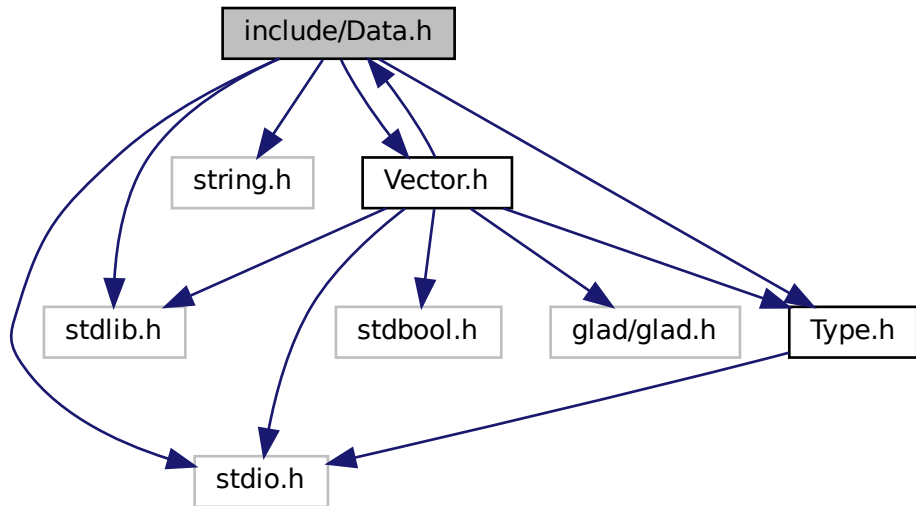 include/Data.h
string.h
Vector.h
stdlib.h
stdbool.h
glad/glad.h
Type.h
stdio.h